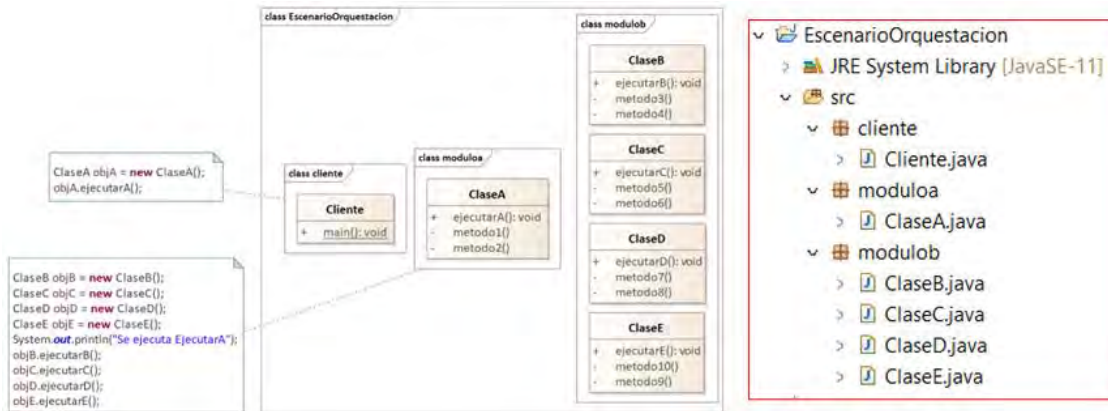 class EscenarioOrquestacion
class modulob
ClaseB
+ ejecutarB(): void
- metodo3()
- metodo4()
ClaseC
+ ejecutarC(): void
- metodo5()
- metodo6()
ClaseD
+ ejecutarD(): void
- metodo7()
- metodo8()
ClaseE
+ ejecutarE(): void
- metodo10()
- metodo9()
class moduloa
ClaseA
+ ejecutarA(): void
- metodo1()
- metodo2()
class cliente
Cliente
+ main(): void
ClaseA objA = new ClaseA();
objA.ejecutarA();
ClaseB objB = new ClaseB();
ClaseC objC = new ClaseC();
ClaseD objD = new ClaseD();
ClaseE objE = new ClaseE();
System.out.println("Se ejecuta EjecutarA");
objB.ejecutarB();
objC.ejecutarC();
objD.ejecutarD();
objE.ejecutarE();
EscenarioOrquestacion
JRE System Library [JavaSE-11]
src
cliente
Cliente.java
moduloa
ClaseA.java
modulob
ClaseB.java
ClaseC.java
ClaseD.java
ClaseE.java